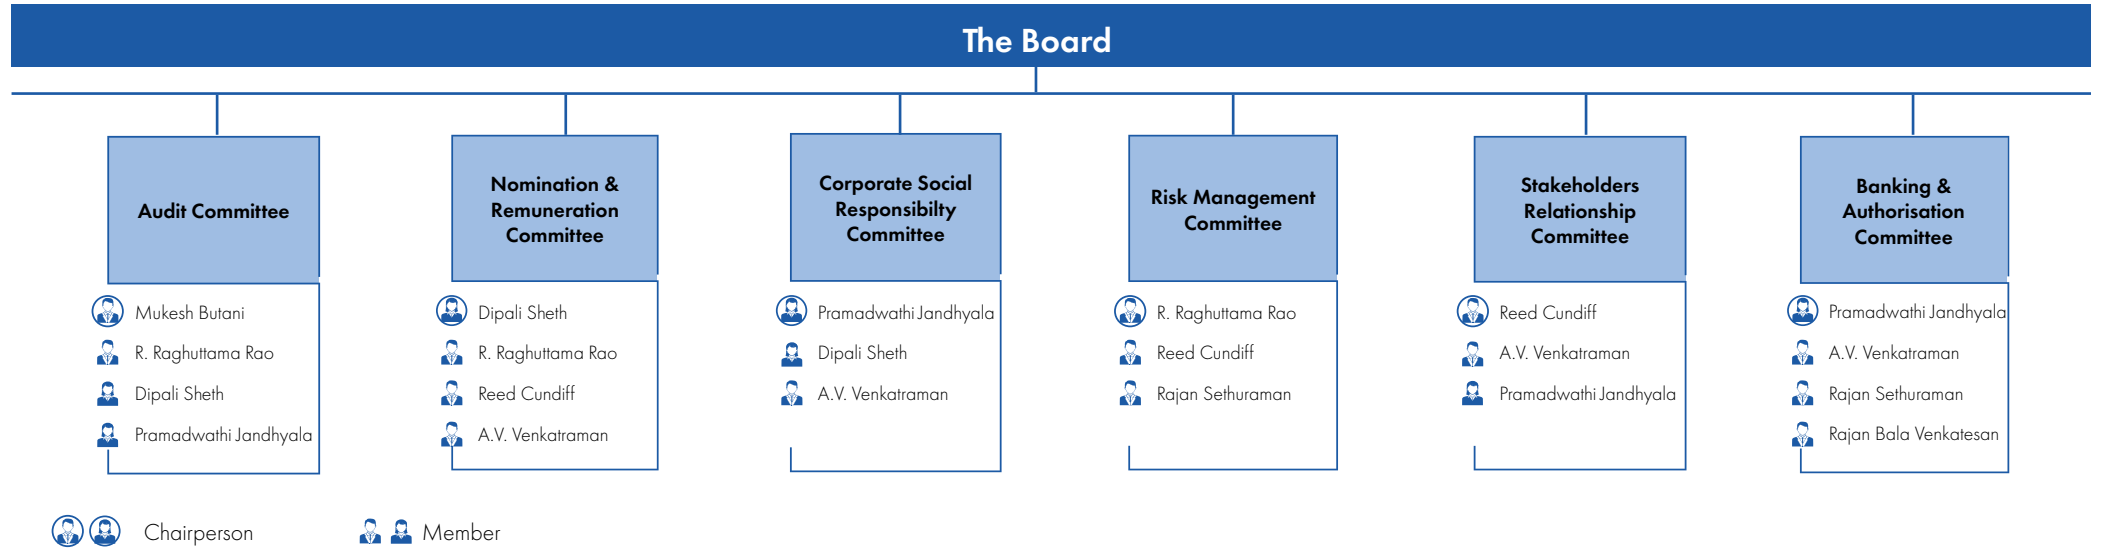 The Board
Audit Committee
Mukesh Butani
R. Raghuttama Rao
Dipali Sheth
Pramadwathi Jandhyala
Nomination &
Remuneration
Committee
Dipali Sheth
R. Raghuttama Rao
Reed Cundiff
A.V. Venkatraman
Corporate Social
Responsibilty
Committee
Pramadwathi Jandhyala
Dipali Sheth
A.V. Venkatraman
Risk Management
Committee
R. Raghuttama Rao
Reed Cundiff
Rajan Sethuraman
Stakeholders
Relationship
Committee
Reed Cundiff
A.V. Venkatraman
Pramadwathi Jandhyala
Banking &
Authorisation
Committee
Pramadwathi Jandhyala
A.V. Venkatraman
Rajan Sethuraman
Rajan Bala Venkatesan
Chairperson
Member